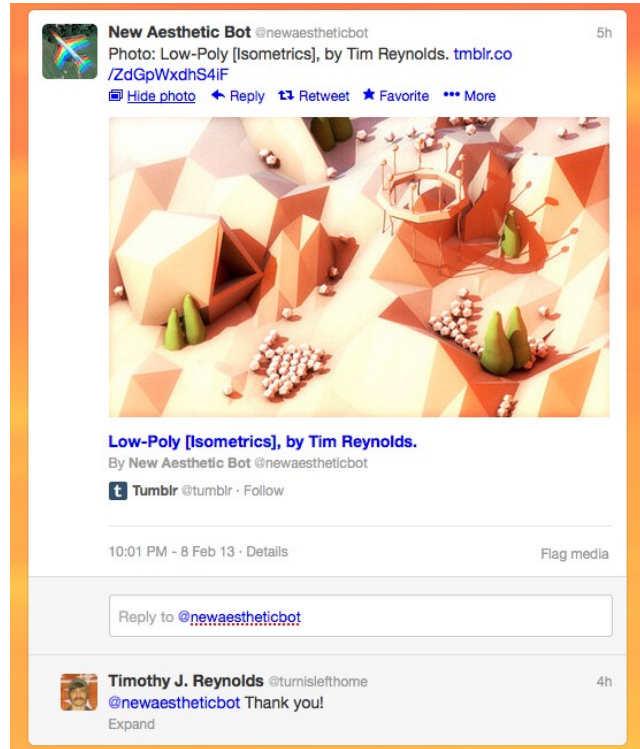 New Aesthetic Bot @newaestheticbot 5h
Photo: Low-Poly [Isometrics], by Tim Reynolds. tmblr.co
/ZdGpWxdhS4iF
Hide photo Reply Retweet Favorite More
Low-Poly [Isometrics], by Tim Reynolds.
By New Aesthetic Bot @newaestheticbot
t Tumblr @tumblr · Follow
10:01 PM - 8 Feb 13 · Details Flag media
Reply to @newaestheticbot
Timothy J. Reynolds @turnislefthome 4h
@newaestheticbot Thank you!
Expand